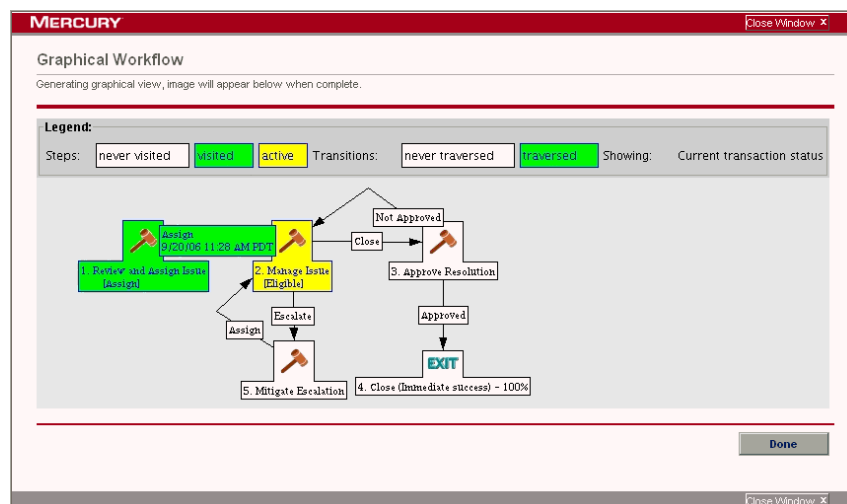 MERCURY
Close Window X
Graphical Workflow
Generating graphical view, image will appear below when complete.
Legend:
Steps: never visited visited active Transitions: never traversed traversed Showing: Current transaction status
Not Approved
Assign
9/20/06 11:28 AM PDT
Close
1. Review and Assign Issue
[Assign]
2. Manage Issue
[Eligible]
3. Approve Resolution
Escalate
Approved
Assign
EXIT
5. Mitigate Escalation
4. Close (Immediate success) - 100%
Done
Close Window X